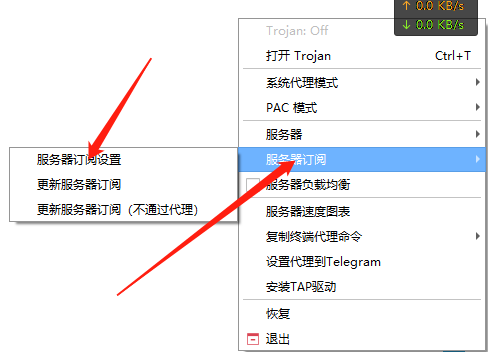 ↑ 0.0 KB/s
↓ 0.0 KB/s
Trojan: Off
打开 Trojan Ctrl+T
系统代理模式
PAC 模式
服务器
服务器订阅
服务器订阅设置
更新服务器订阅
更新服务器订阅（不通过代理）
服务器负载均衡
服务器速度图表
复制终端代理命令
设置代理到Telegram
安装TAP驱动
恢复
退出